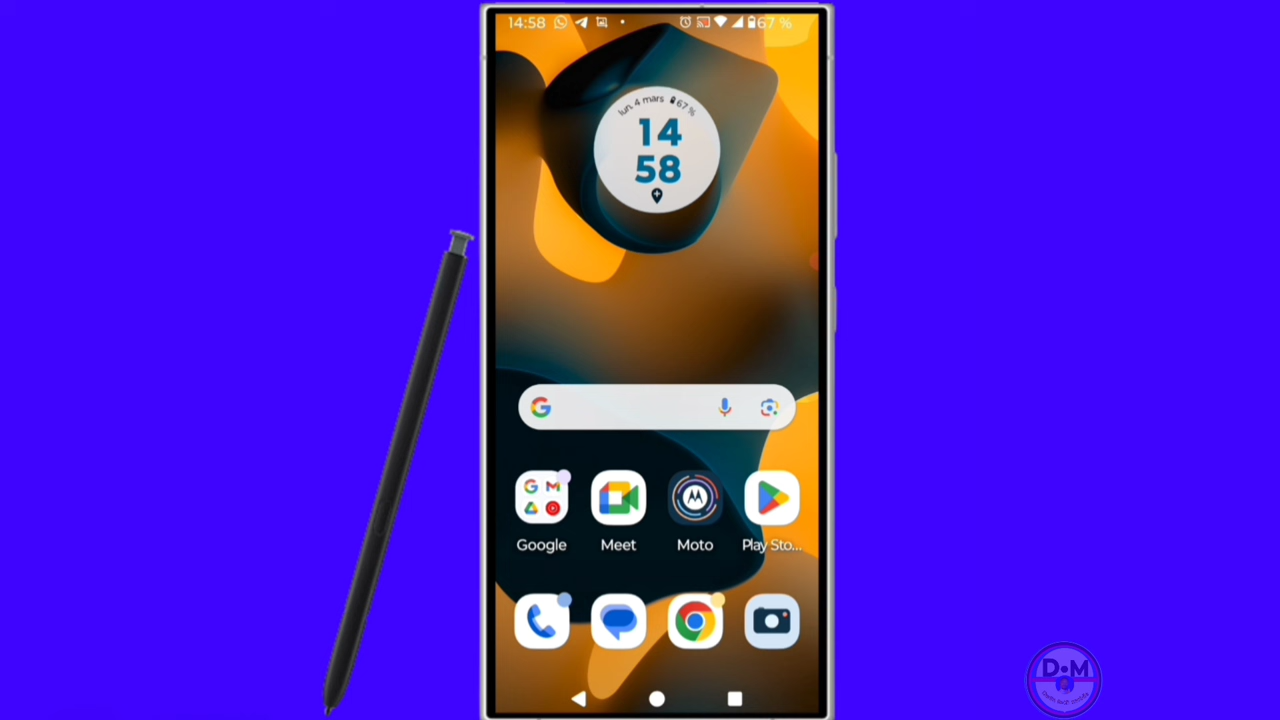 14:58
67 %
lun. 4 mars 67 %
14
58
Google
Meet
Moto
Play Sto...
D•M